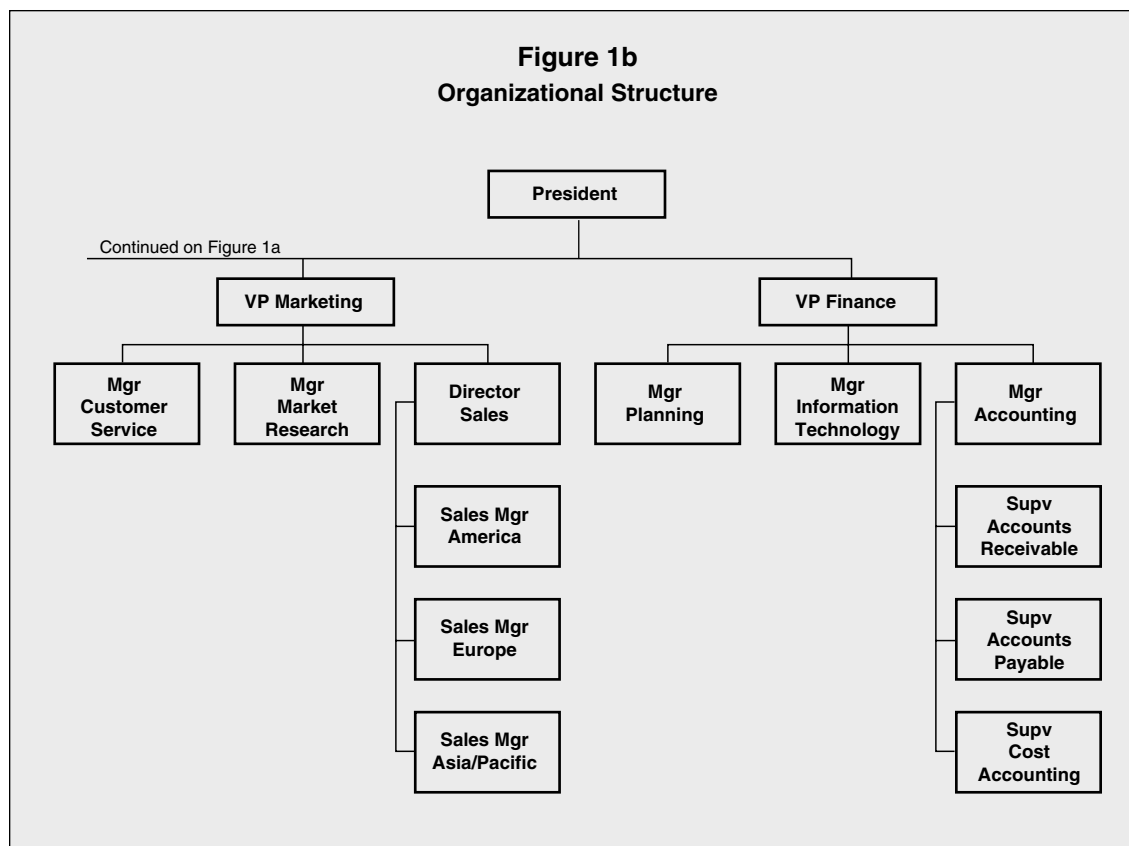 Figure 1b
Organizational Structure
President
Continued on Figure 1a
VP Marketing
VP Finance
Mgr
Customer
Service
Mgr
Market
Research
Director
Sales
Mgr
Planning
Mgr
Information
Technology
Mgr
Accounting
Sales Mgr
America
Supv
Accounts
Receivable
Sales Mgr
Europe
Supv
Accounts
Payable
Sales Mgr
Asia/Pacific
Supv
Cost
Accounting